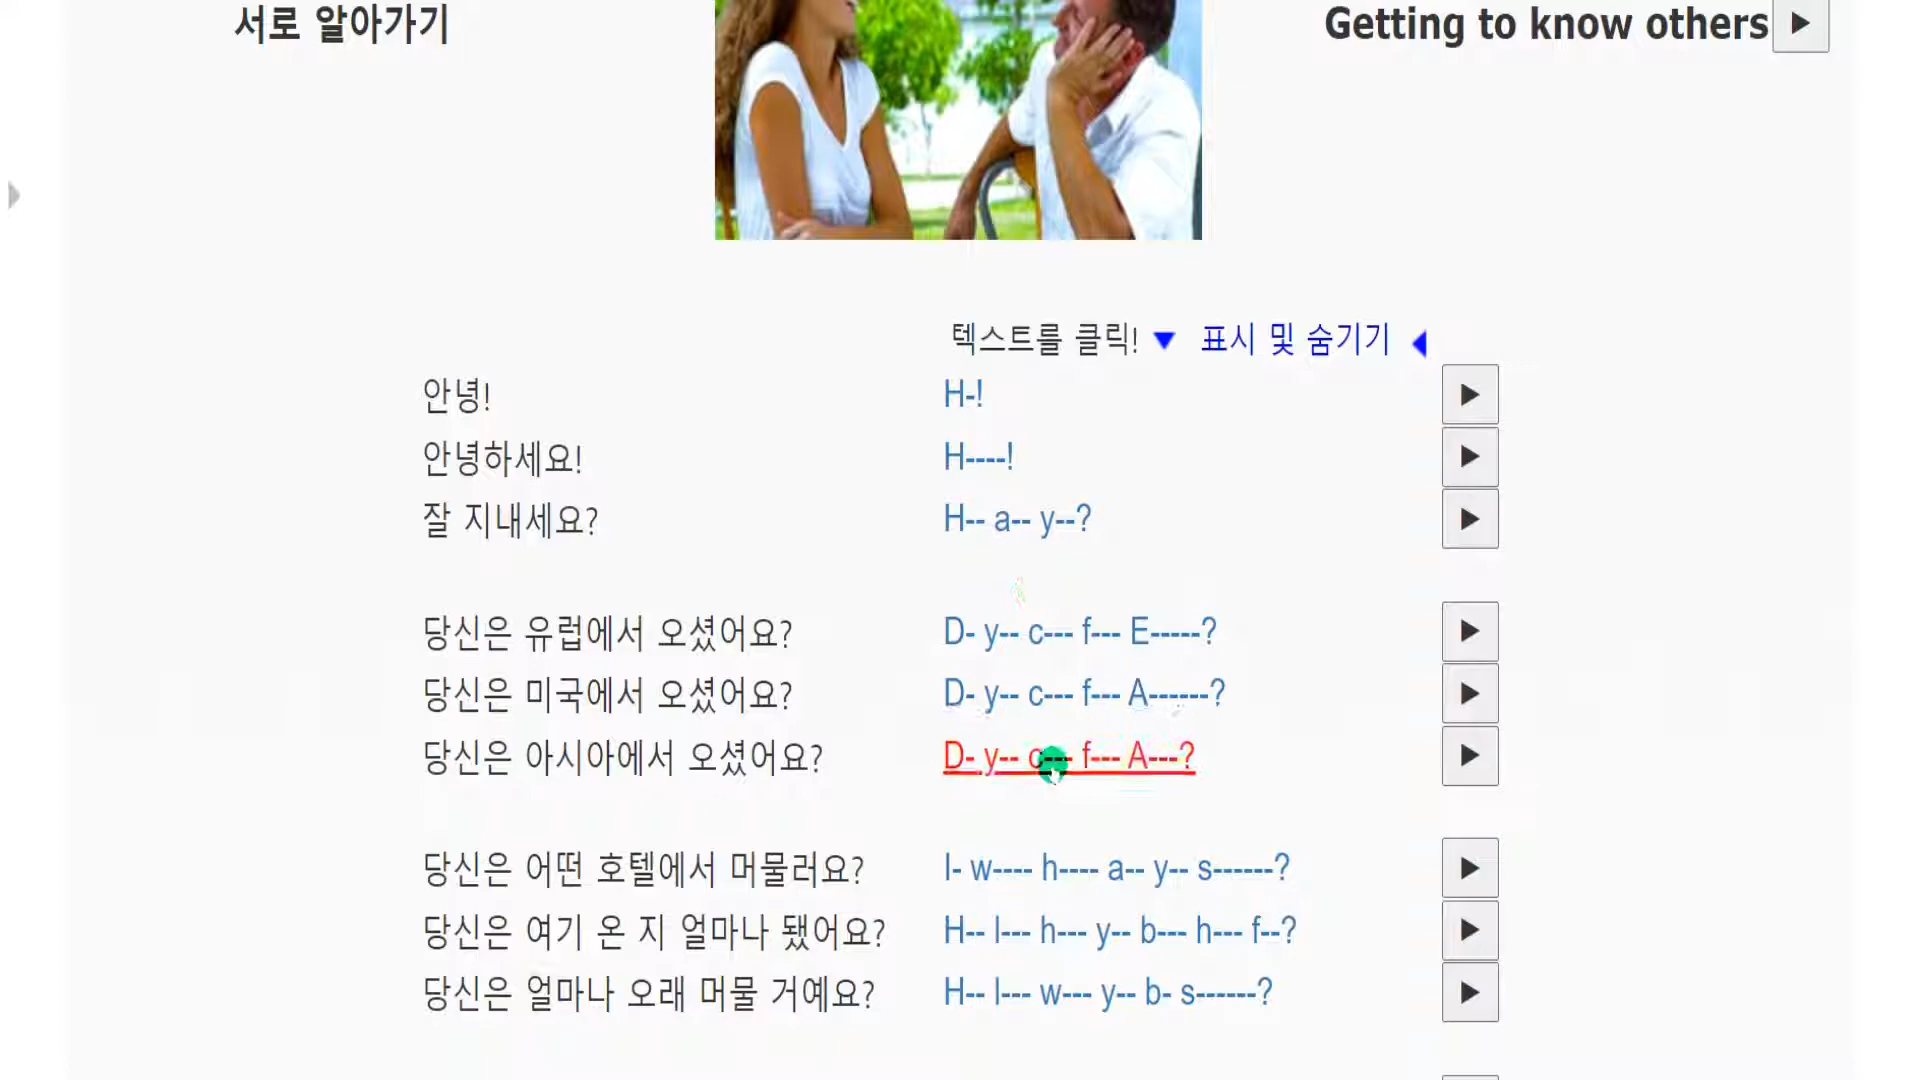 서로 알아가기
Getting to know others
텍스트를 클릭! ▼ 표시 및 숨기기 ◀
안녕! H-!
안녕하세요! H----!
잘 지내세요? H-- a-- y--?
당신은 유럽에서 오셨어요? D- y-- c--- f--- E-----?
당신은 미국에서 오셨어요? D- y-- c--- f--- A------?
당신은 아시아에서 오셨어요? D- y-- c--- f--- A---?
당신은 어떤 호텔에서 머물러요? I- w---- h---- a-- y-- s------?
당신은 여기 온 지 얼마나 됐어요? H-- l--- h--- y-- b--- h--- f--?
당신은 얼마나 오래 머물 거예요? H-- l--- w--- y-- b- s------?